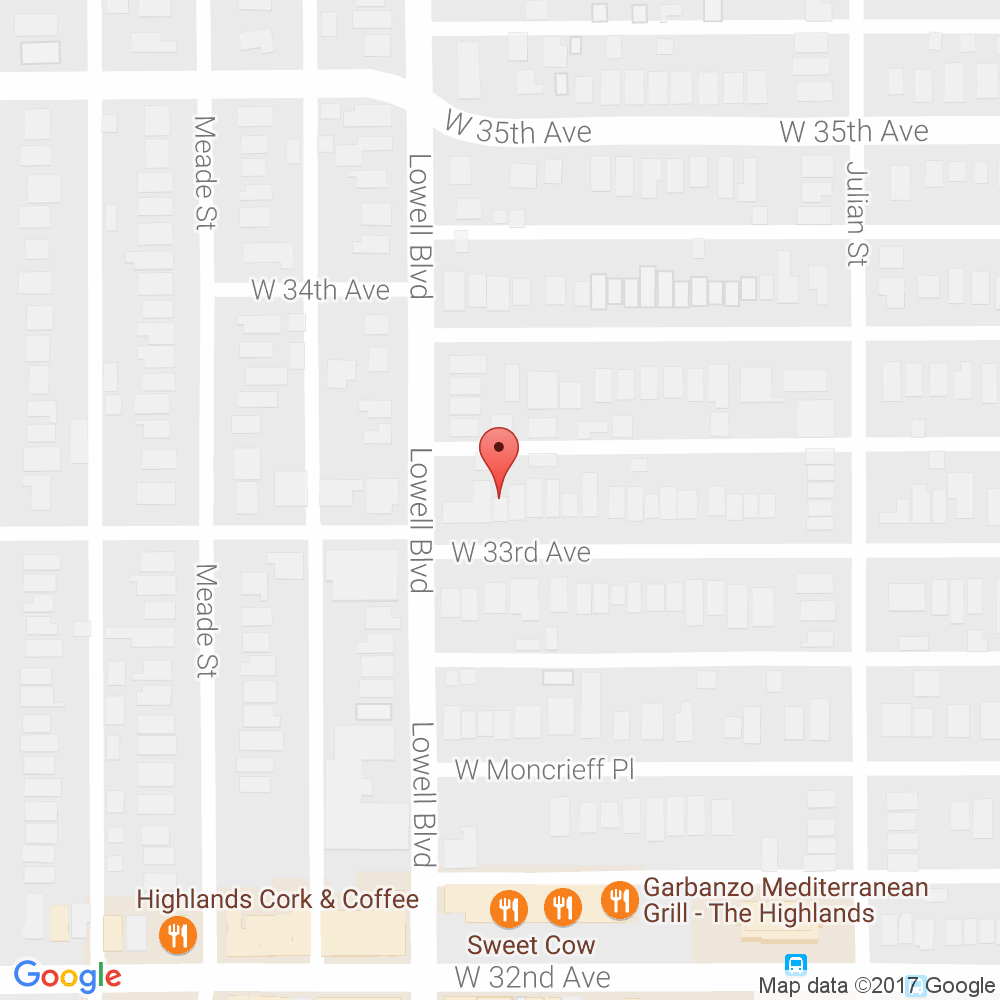 W 35th Ave
W 35th Ave
Meade St
Lowell Blvd
Julian St
W 34th Ave
Lowell Blvd
W 33rd Ave
Meade St
Lowell Blvd
W Moncrieff Pl
Highlands Cork & Coffee
Garbanzo Mediterranean
Grill - The Highlands
Sweet Cow
W 32nd Ave
Google
Map data ©2017 Google